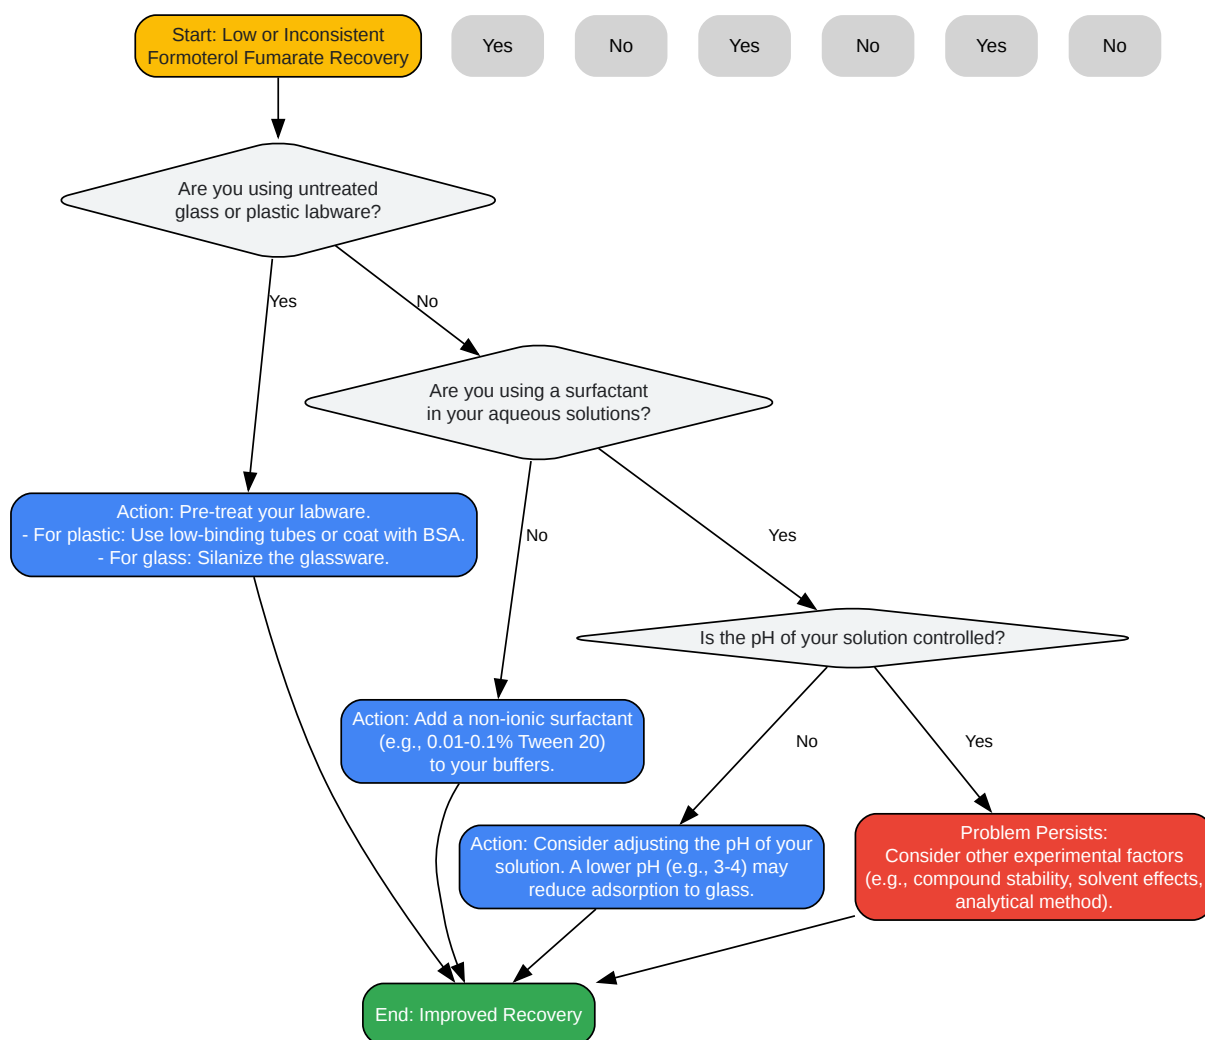 Start: Low or Inconsistent
Formoterol Fumarate Recovery
Yes
No
Yes
No
Yes
No
Are you using untreated
glass or plastic labware?
Yes
No
Are you using a surfactant
in your aqueous solutions?
Action: Pre-treat your labware.
- For plastic: Use low-binding tubes or coat with BSA.
- For glass: Silanize the glassware.
No
Yes
Is the pH of your solution controlled?
Action: Add a non-ionic surfactant
(e.g., 0.01-0.1% Tween 20)
to your buffers.
No
Yes
Action: Consider adjusting the pH of your
solution. A lower pH (e.g., 3-4) may
reduce adsorption to glass.
Problem Persists:
Consider other experimental factors
(e.g., compound stability, solvent effects,
analytical method).
End: Improved Recovery